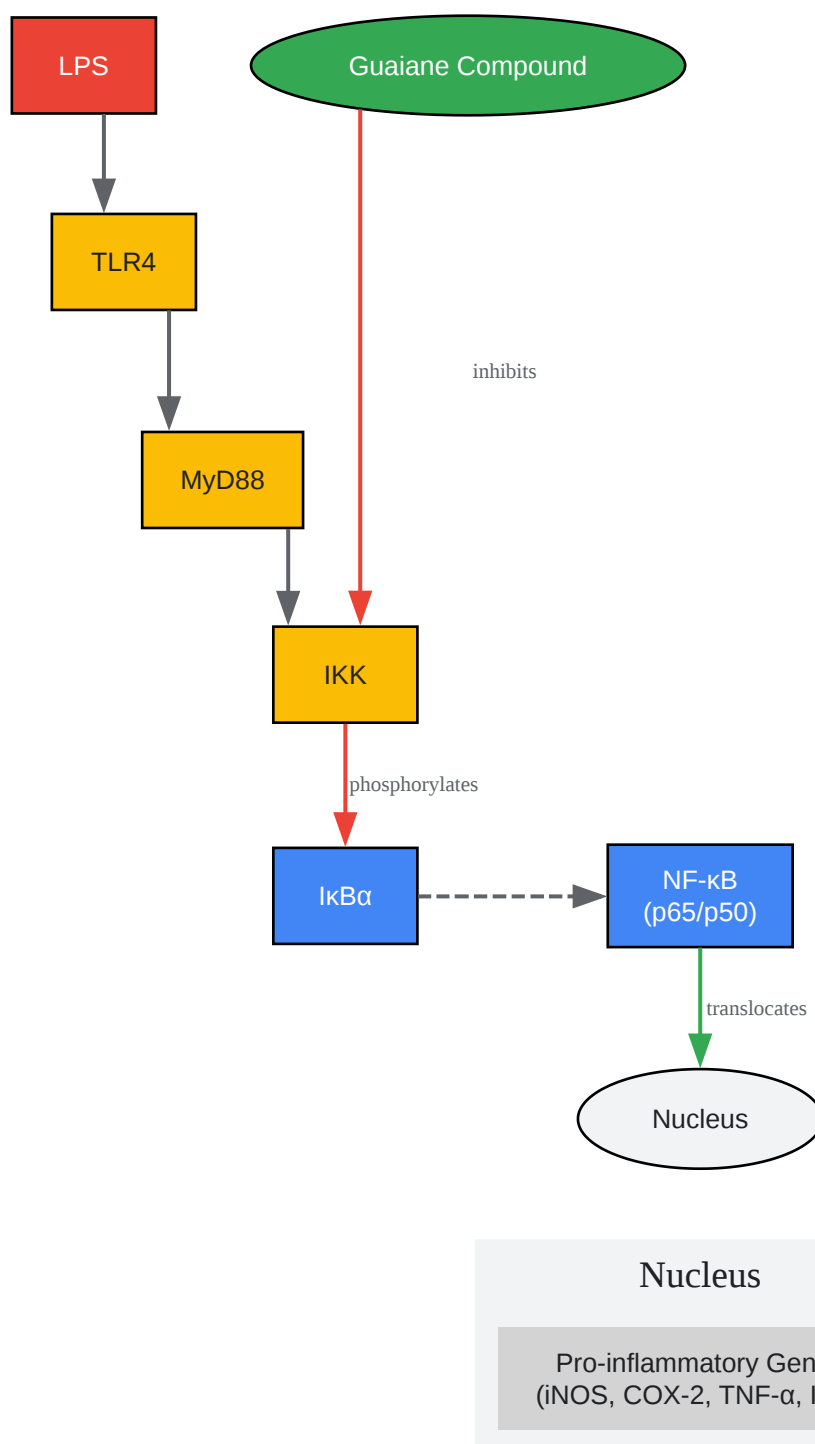 LPS
Guaiane Compound
TLR4
inhibits
MyD88
IKK
phosphorylates
IκBα
NF-κB
(p65/p50)
translocates
Nucleus
Nucleus
Pro-inflammatory
(iNOS, COX-2, TNF-α,